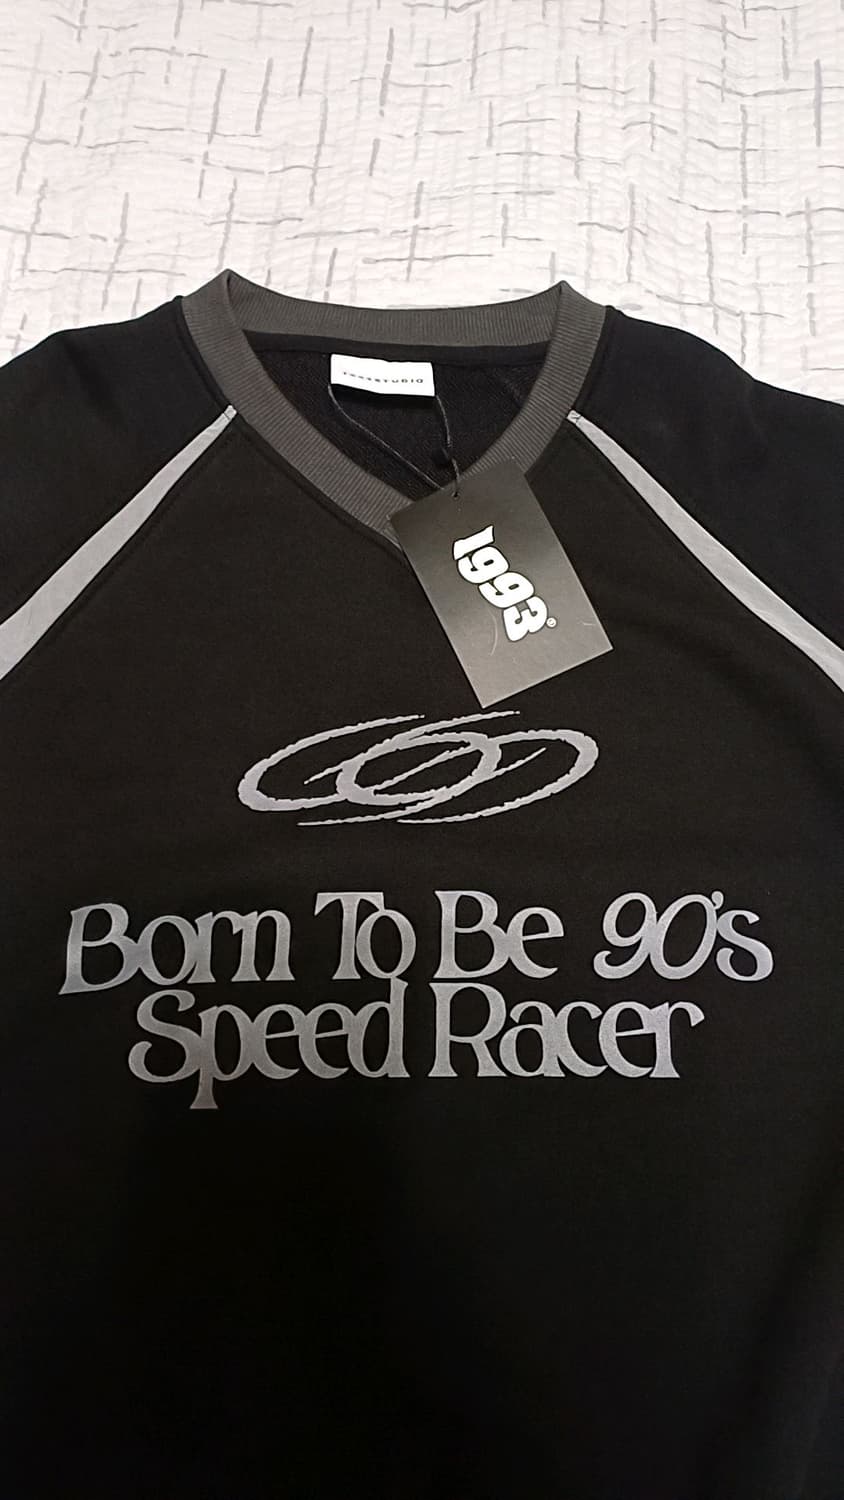 1993
Born To Be 90's
Speed Racer